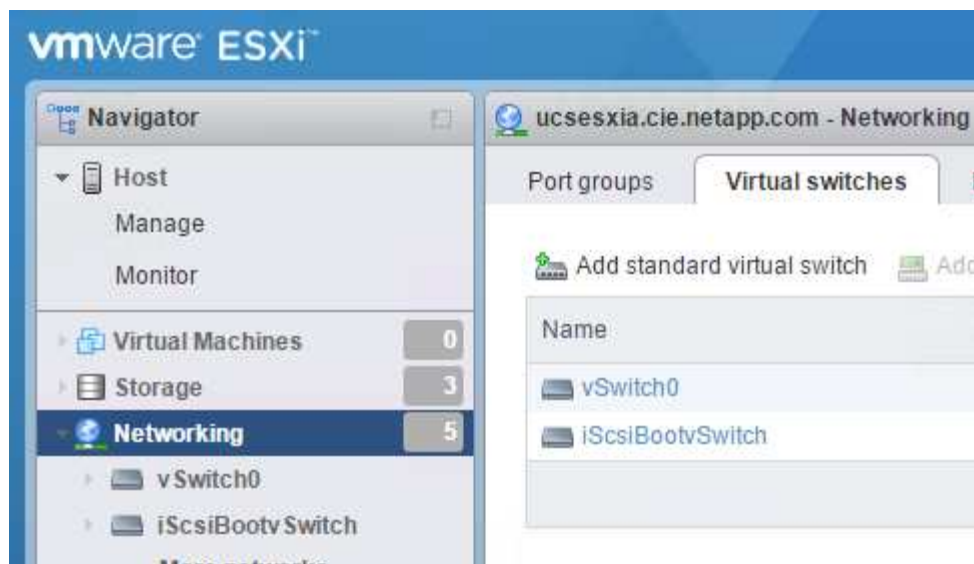 vmware ESXi™
Navigator
Host
Manage
Monitor
Virtual Machines 0
Storage 3
Networking 5
vSwitch0
iScsiBootvSwitch
ucsesxia.cie.netapp.com - Networking
Port groups Virtual switches
Add standard virtual switch
Name
vSwitch0
iScsiBootvSwitch